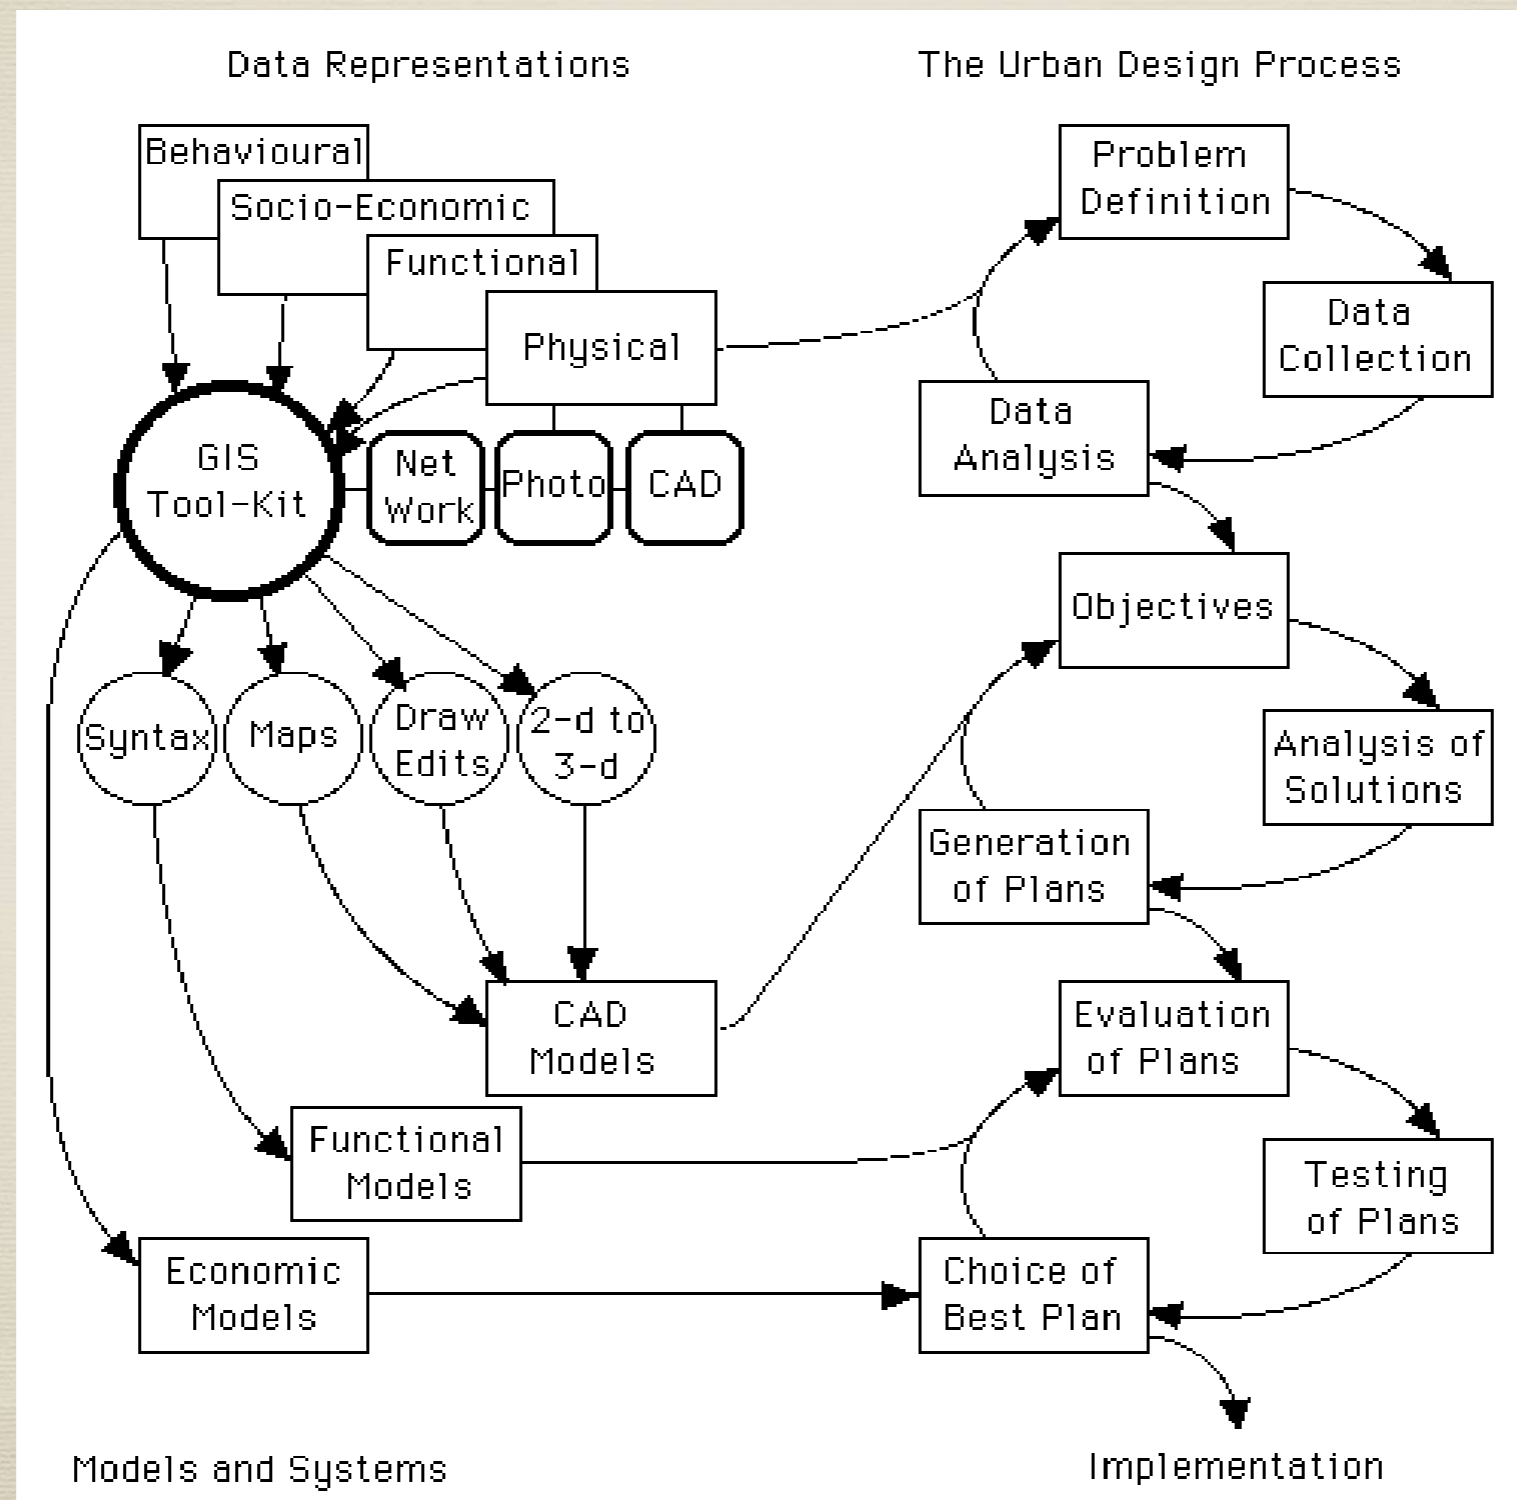 Data Representations
The Urban Design Process
Behavioural
Socio-Economic
Functional
Physical
GIS
Tool-Kit
Net
Work
Photo
CAD
Syntax
Maps
Draw
Edits
2-d to
3-d
CAD
Models
Functional
Models
Economic
Models
Models and Systems
Problem
Definition
Data
Collection
Data
Analysis
Objectives
Analysis of
Solutions
Generation
of Plans
Evaluation
of Plans
Testing
of Plans
Choice of
Best Plan
Implementation